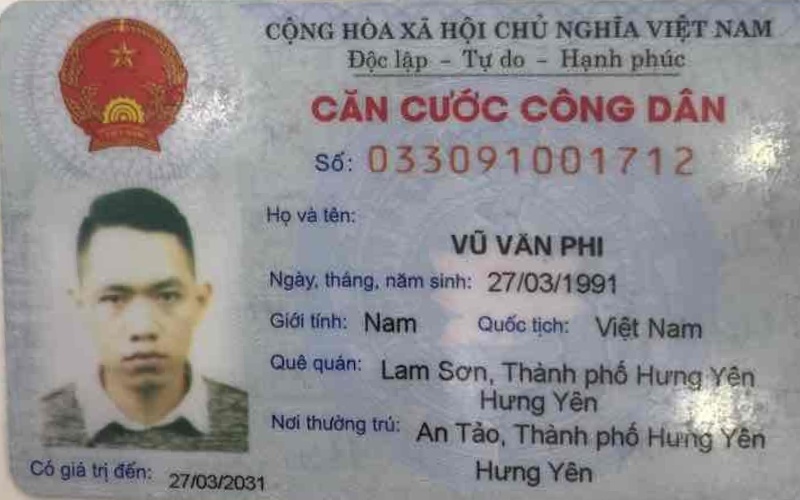 CỘNG HÒA XÃ HỘI CHỦ NGHĨA VIỆT NAM
Độc lập - Tự do - Hạnh phúc
CĂN CƯỚC CÔNG DÂN
Số: 033091001712
Họ và tên:
VŨ VĂN PHI
Ngày, tháng, năm sinh: 27/03/1991
Giới tính: Nam Quốc tịch: Việt Nam
Quê quán: Lam Sơn, Thành phố Hưng Yên
Hưng Yên
Nơi thường trú: An Tảo, Thành phố Hưng Yên
Hưng Yên
Có giá trị đến: 27/03/2031